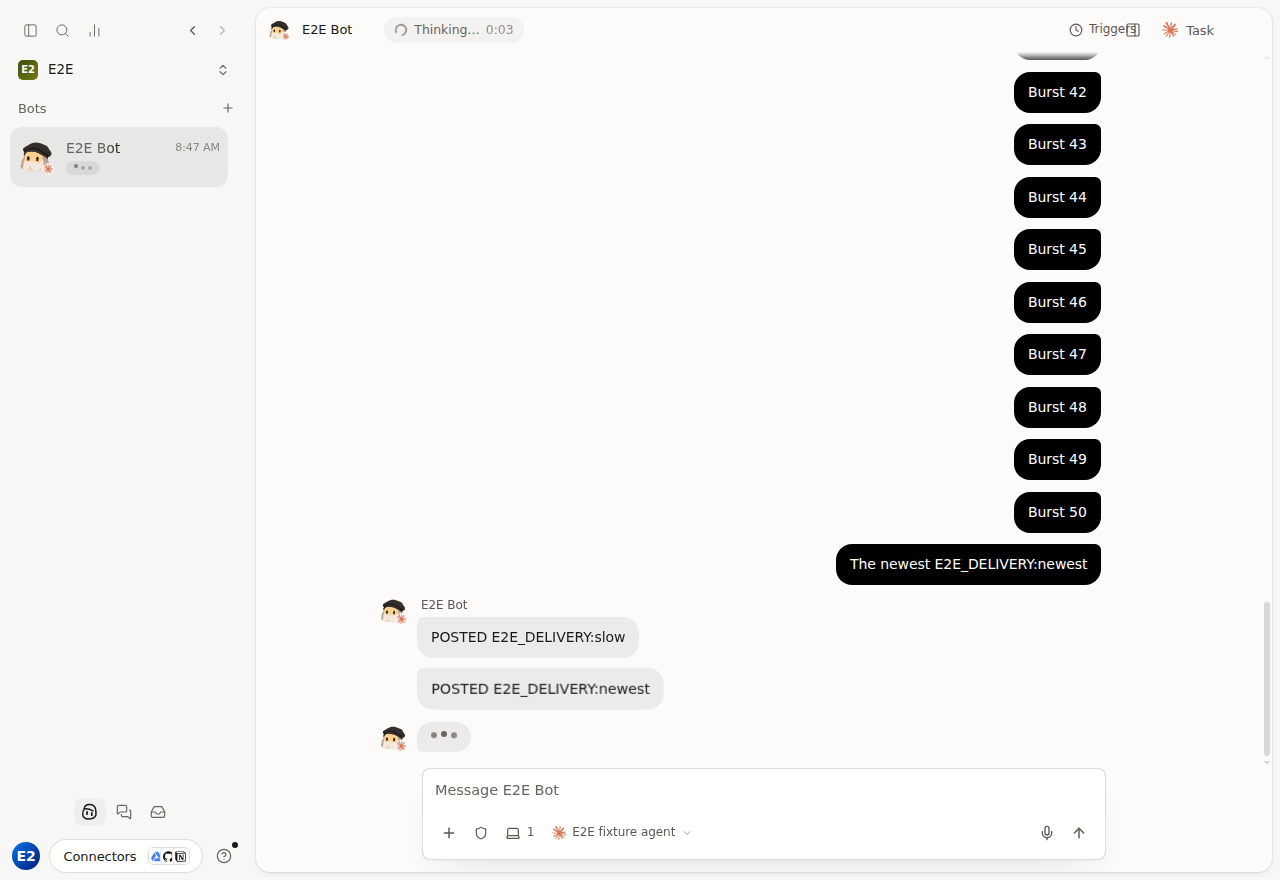 E2E Bot
Thinking... 0:03
Triggers
Task
E2 E2E
Bots
E2E Bot
8:47 AM
Burst 42
Burst 43
Burst 44
Burst 45
Burst 46
Burst 47
Burst 48
Burst 49
Burst 50
The newest E2E_DELIVERY:newest
E2E Bot
POSTED E2E_DELIVERY:slow
POSTED E2E_DELIVERY:newest
Message E2E Bot
1
E2E fixture agent
E2
Connectors